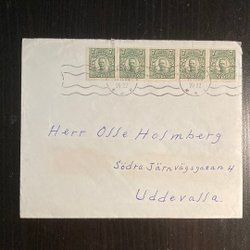 Herr Olle Holmberg
Södra Järnvägsgatan 4
Uddevalla